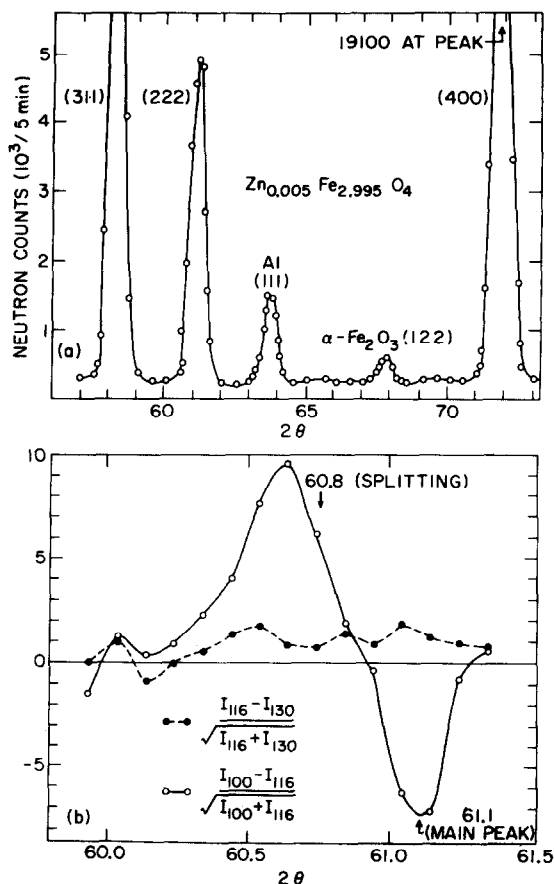 19100 AT PEAK
(311)
(222)
(400)
Zn0.005 Fe2.995 O4
Al
(111)
α-Fe2O3 (122)
NEUTRON COUNTS (10³/5 min)
5
4
3
2
1
(a)
60
65
70
2θ
10
5
0
-5
60.8 (SPLITTING)
I116 – I130
√I116 + I130
I100 – I116
√I100 + I116
61.1
(MAIN PEAK)
(b)
60.0
60.5
61.0
61.5
2θ